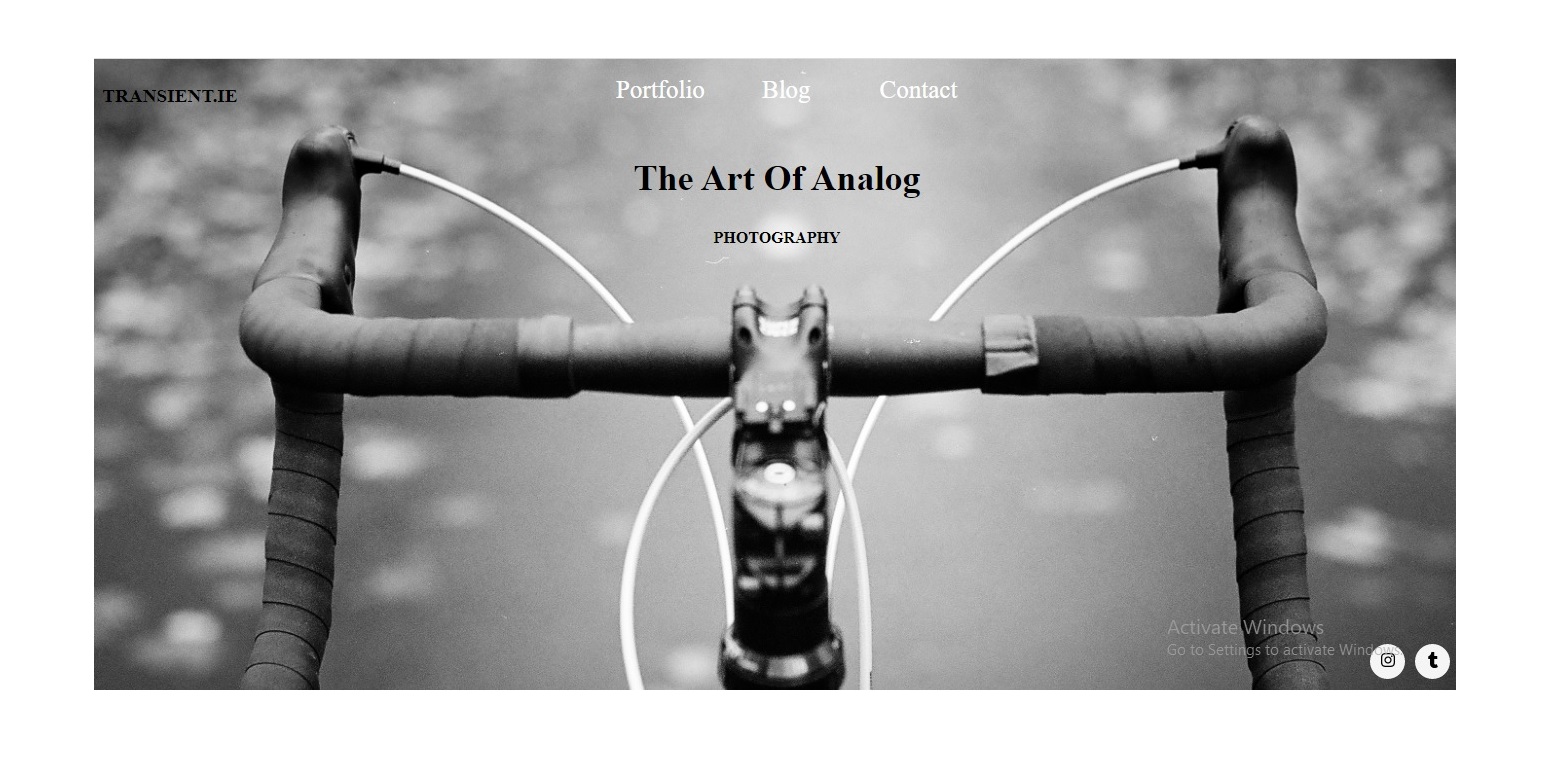 TRANSIENT.IE
Portfolio Blog Contact
The Art Of Analog
PHOTOGRAPHY
Activate Windows
Go to Settings to activate Windows.
t